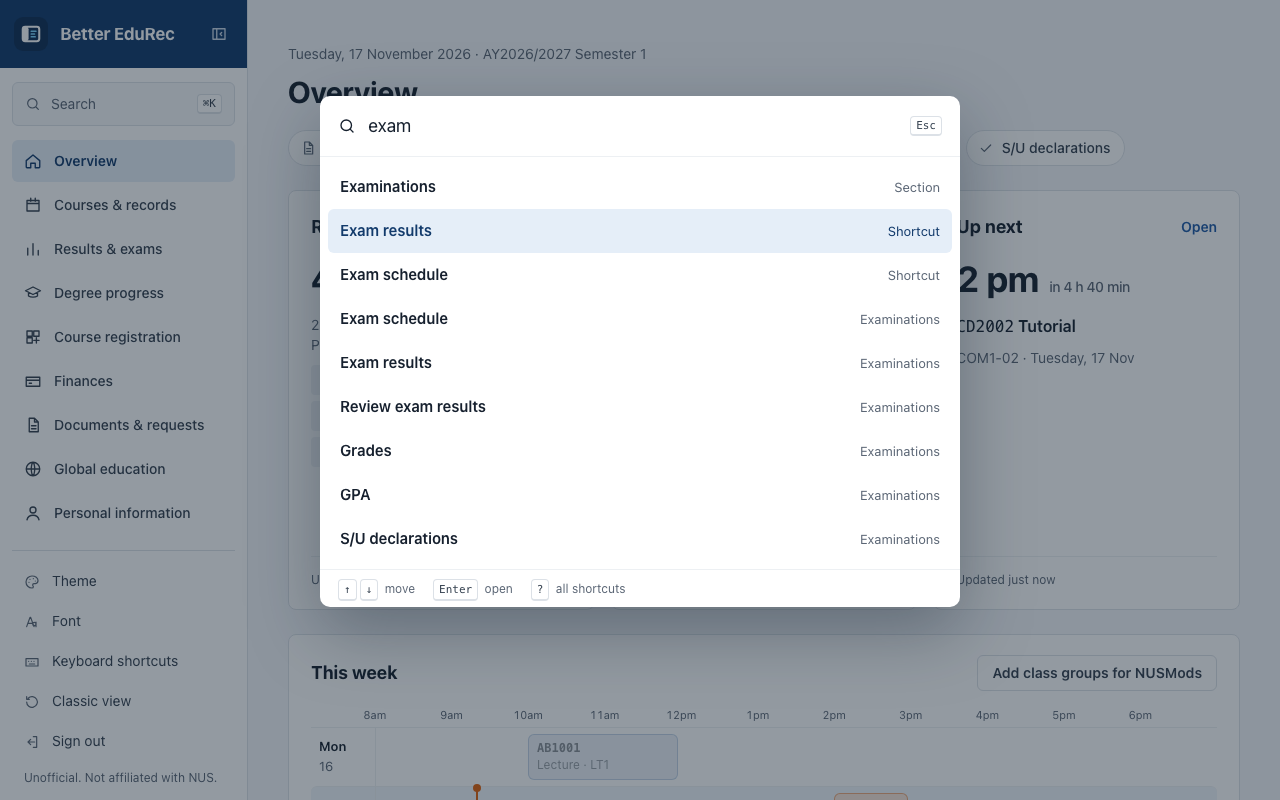 Better EduRec
Search ⌘K
Overview
Courses & records
Results & exams
Degree progress
Course registration
Finances
Documents & requests
Global education
Personal information
Theme
Font
Keyboard shortcuts
Classic view
Sign out
Unofficial. Not affiliated with NUS.
Tuesday, 17 November 2026 · AY2026/2027 Semester 1
Overview
S/U declarations
exam Esc
Examinations Section
Exam results Shortcut
Exam schedule Shortcut
Exam schedule Examinations
Exam results Examinations
Review exam results Examinations
Grades Examinations
GPA Examinations
S/U declarations Examinations
↑ ↓ move Enter open ? all shortcuts
Up next Open
2 pm in 4 h 40 min
CD2002 Tutorial
COM1-02 · Tuesday, 17 Nov
Updated just now
This week Add class groups for NUSMods
8am 9am 10am 11am 12pm 1pm 2pm 3pm 4pm 5pm 6pm
Mon
16
AB1001
Lecture · LT1